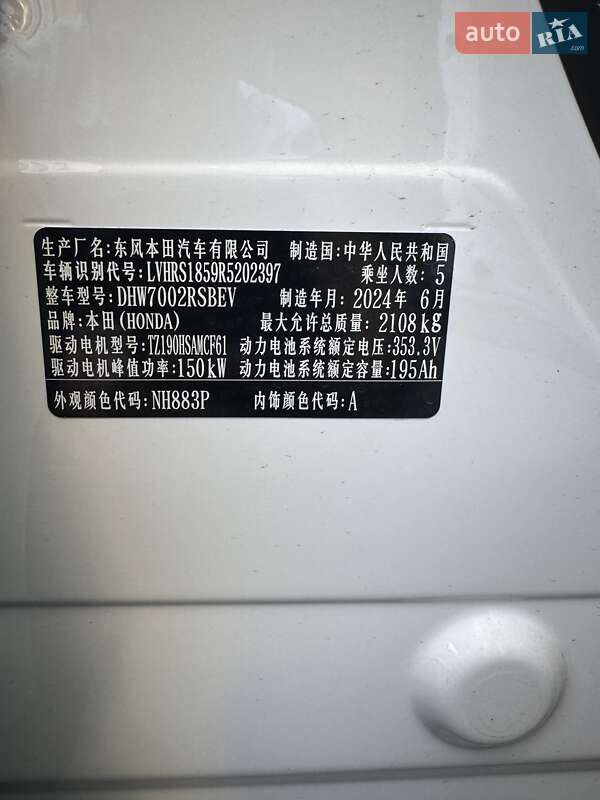 auto RIA .com
生产厂名:东风本田汽车有限公司 制造国:中华人民共和国
车辆识别代号:LVHRS1859R5202397 乘坐人数:5
整车型号:DHW7002RSBEV 制造年月:2024年 6月
品牌:本田(HONDA) 最大允许总质量:2108kg
驱动电机型号:TZ190HSAMCF61 动力电池系统额定电压:353.3V
驱动电机峰值功率:150kW 动力电池系统额定容量:195Ah
外观颜色代码:NH883P 内饰颜色代码:A